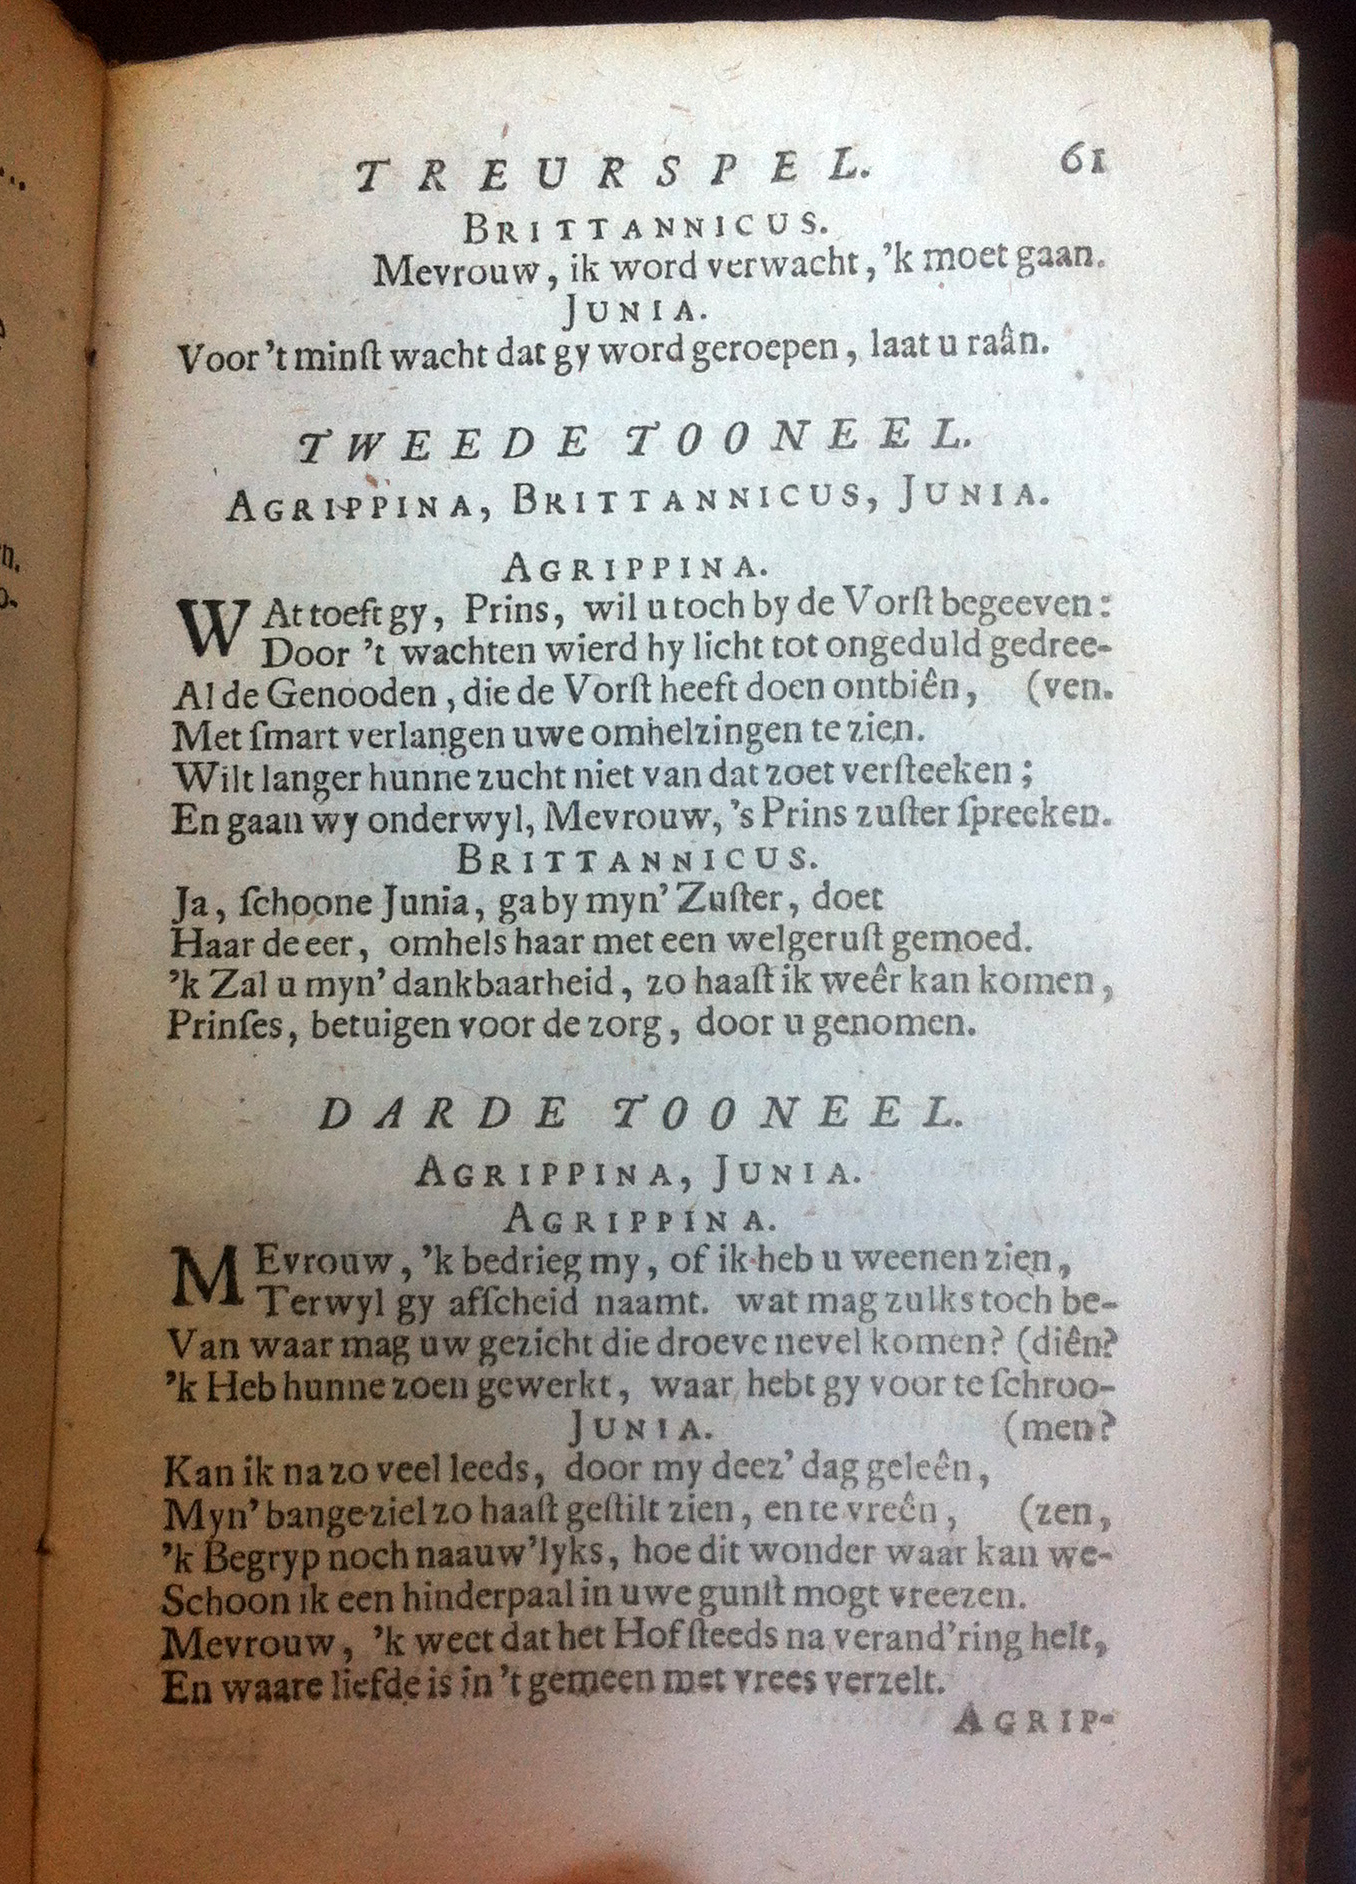 TREURSPEL. 61
BRITTANNICUS.
Mevrouw, ik word verwacht, 'k moet gaan.
JUNIA.
Voor 't minſt wacht dat gy word geroepen, laat u raân.
TWEEDE TOONEEL.
AGRIPPINA, BRITTANNICUS, JUNIA.
AGRIPPINA.
WAt toeft gy, Prins, wil u toch by de Vorſt begeeven:
Door 't wachten wierd hy licht tot ongeduld gedree-
Al de Genooden, die de Vorſt heeft doen ontbiên, (ven.
Met ſmart verlangen uwe omhelzingen te zien.
Wilt langer hunne zucht niet van dat zoet verſteeken;
En gaan wy onderwyl, Mevrouw, 's Prins zuſter ſpreeken.
BRITTANNICUS.
Ja, ſchoone Junia, ga by myn' Zuſter, doet
Haar de eer, omhels haar met een welgeruſt gemoed.
'k Zal u myn' dankbaarheid, zo haaſt ik weêr kan komen,
Prinſes, betuigen voor de zorg, door u genomen.
DARDE TOONEEL.
AGRIPPINA, JUNIA.
AGRIPPINA.
MEvrouw, 'k bedrieg my, of ik heb u weenen zien,
Terwyl gy afſcheid naamt. wat mag zulks toch be-
Van waar mag uw gezicht die droeve nevel komen? (diên?
'k Heb hunne zoen gewerkt, waar hebt gy voor te ſchroo-
JUNIA. (men?
Kan ik na zo veel leeds, door my deez' dag geleên,
Myn' bange ziel zo haaſt geſtilt zien, en te vreên, (zen,
'k Begryp noch naauw'lyks, hoe dit wonder waar kan we-
Schoon ik een hinderpaal in uwe gunſt mogt vreezen.
Mevrouw, 'k weet dat het Hof ſteeds na verand'ring helt,
En waare liefde is in 't gemeen met vrees verzelt.
AGRIP-